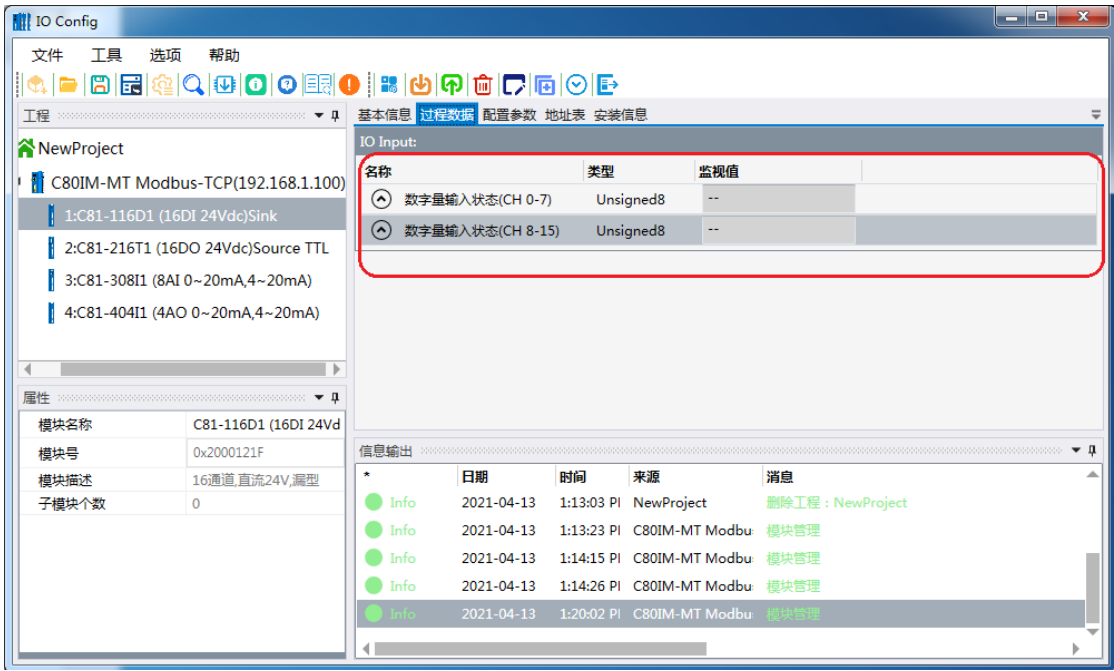 IO Config
文件 工具 选项 帮助
工程
NewProject
C80IM-MT Modbus-TCP(192.168.1.100)
1:C81-116D1 (16DI 24Vdc)Sink
2:C81-216T1 (16DO 24Vdc)Source TTL
3:C81-308I1 (8AI 0~20mA,4~20mA)
4:C81-404I1 (4AO 0~20mA,4~20mA)
属性
模块名称 C81-116D1 (16DI 24Vd
模块号 0x2000121F
模块描述 16通道,直流24V,漏型
子模块个数 0
基本信息 过程数据 配置参数 地址表 安装信息
IO Input:
名称 类型 监视值
数字量输入状态(CH 0-7) Unsigned8 --
数字量输入状态(CH 8-15) Unsigned8 --
信息输出
* 日期 时间 来源 消息
Info 2021-04-13 1:13:03 PI NewProject 删除工程：NewProject
Info 2021-04-13 1:13:23 PI C80IM-MT Modbu 模块管理
Info 2021-04-13 1:14:15 PI C80IM-MT Modbu 模块管理
Info 2021-04-13 1:14:26 PI C80IM-MT Modbu 模块管理
Info 2021-04-13 1:20:02 PI C80IM-MT Modbu 模块管理